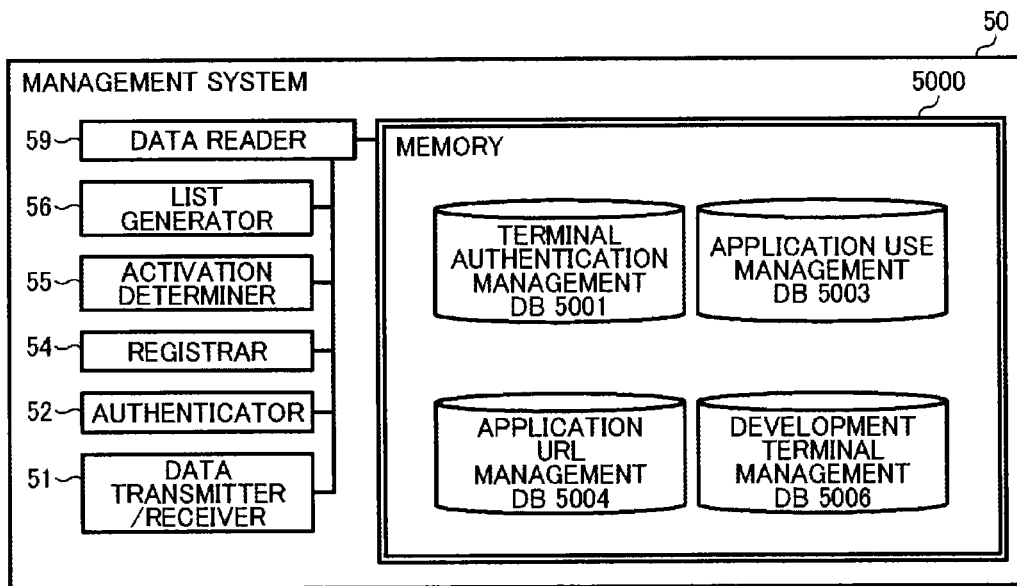 50
MANAGEMENT SYSTEM
5000
59
DATA READER
MEMORY
56
LIST
GENERATOR
55
ACTIVATION
DETERMINER
54
REGISTRAR
52
AUTHENTICATOR
51
DATA
TRANSMITTER
/RECEIVER
TERMINAL
AUTHENTICATION
MANAGEMENT
DB 5001
APPLICATION USE
MANAGEMENT
DB 5003
APPLICATION
URL
MANAGEMENT
DB 5004
DEVELOPMENT
TERMINAL
MANAGEMENT
DB 5006